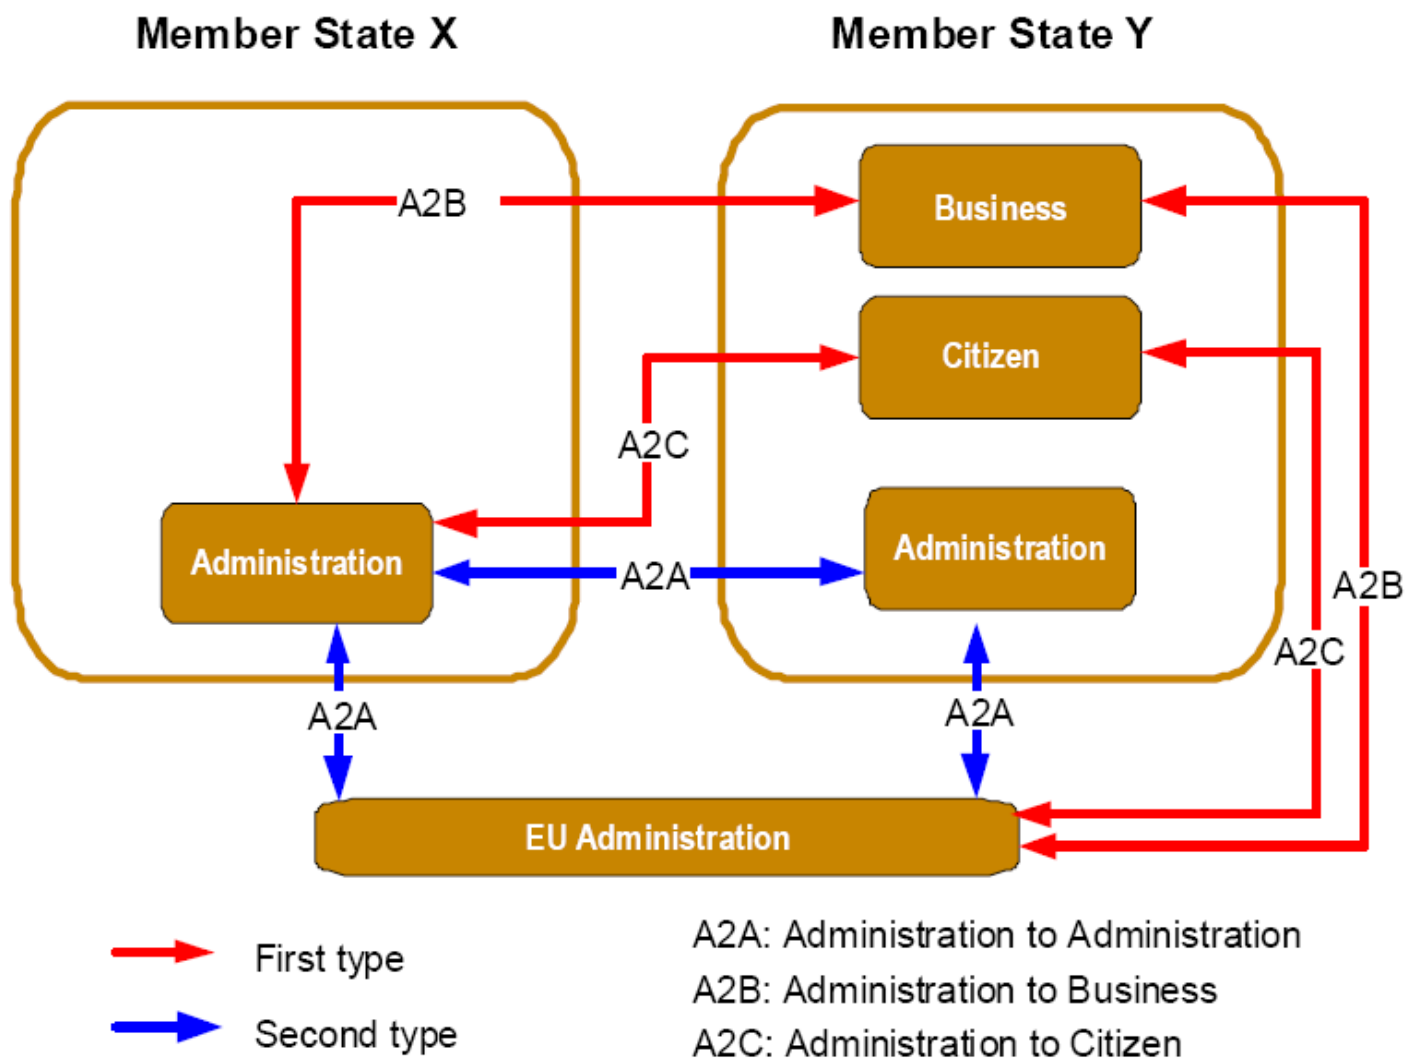 Member State X
Member State Y
A2B
Business
Citizen
A2C
Administration
Administration
A2A
A2B
A2C
A2A
A2A
EU Administration
First type
Second type
A2A: Administration to Administration
A2B: Administration to Business
A2C: Administration to Citizen